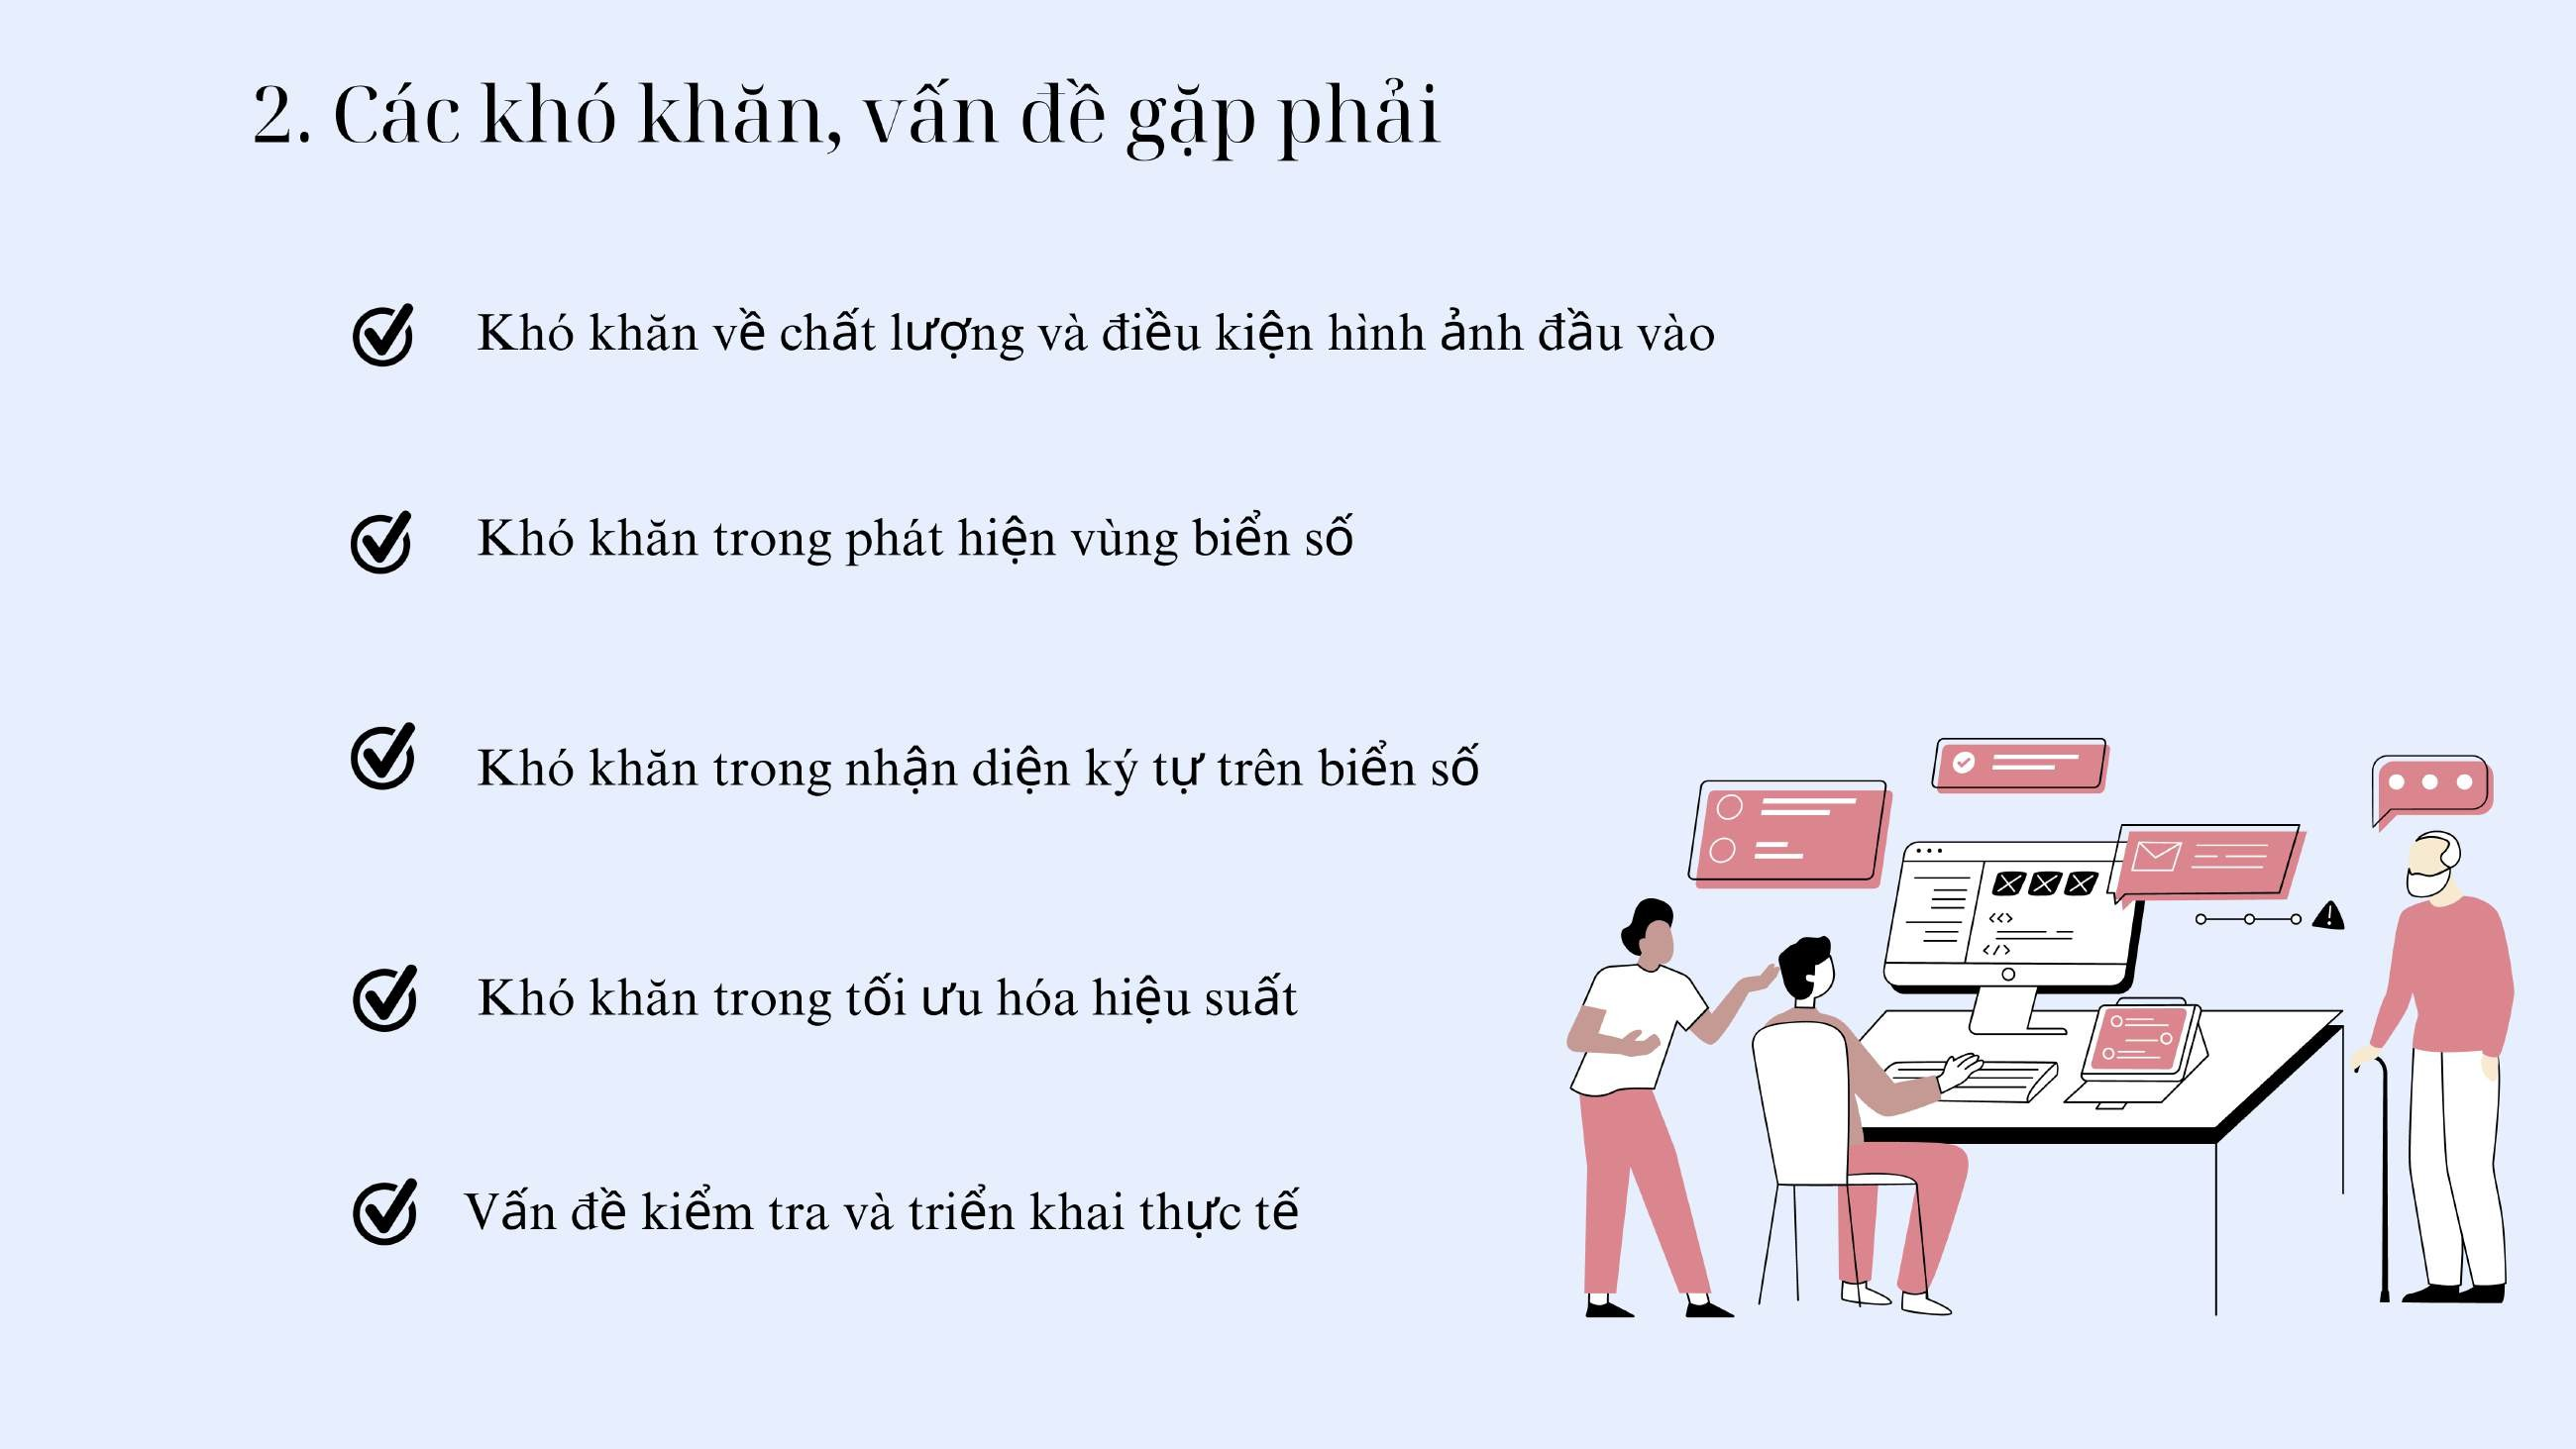 2. Các khó khăn, vấn đề gặp phải
Khó khăn về chất lượng và điều kiện hình ảnh đầu vào
Khó khăn trong phát hiện vùng biển số
Khó khăn trong nhận diện ký tự trên biển số
Khó khăn trong tối ưu hóa hiệu suất
Vấn đề kiểm tra và triển khai thực tế